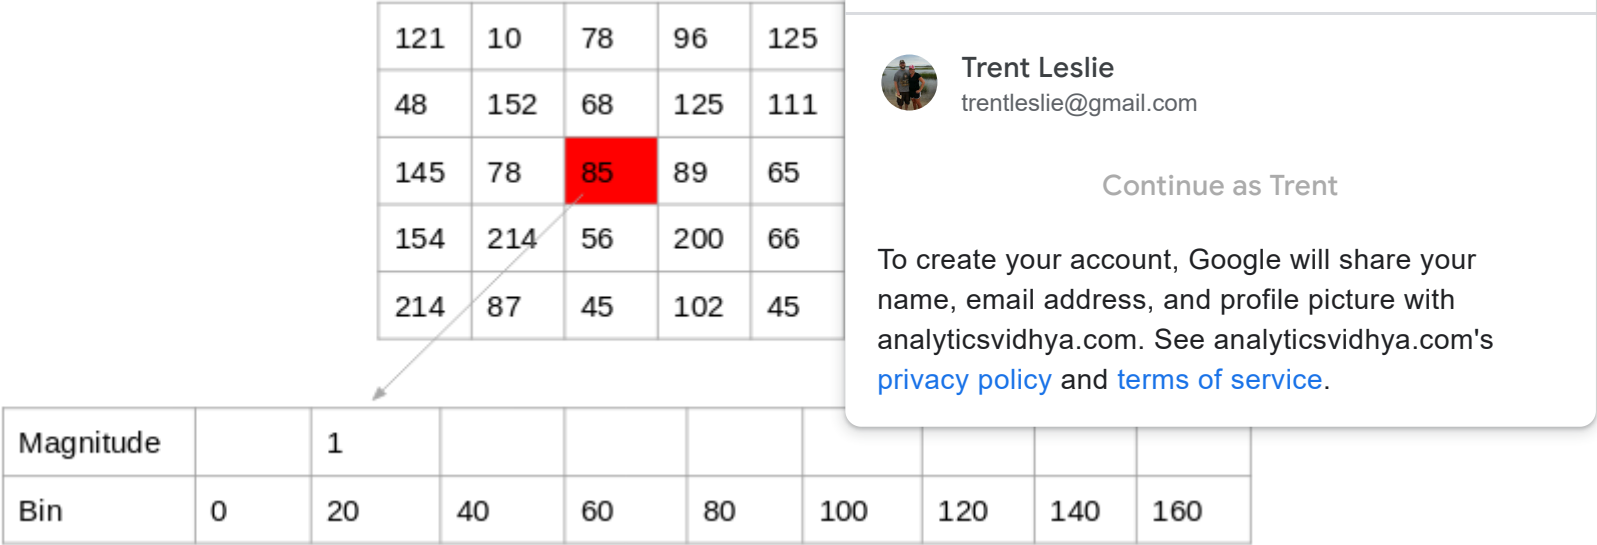 121 10 78 96 125
48 152 68 125 111
145 78 85 89 65
154 214 56 200 66
214 87 45 102 45
Trent Leslie
trentleslie@gmail.com
Continue as Trent
To create your account, Google will share your
name, email address, and profile picture with
analyticsvidhya.com. See analyticsvidhya.com's
privacy policy and terms of service.
Magnitude 1
Bin 0 20 40 60 80 100 120 140 160